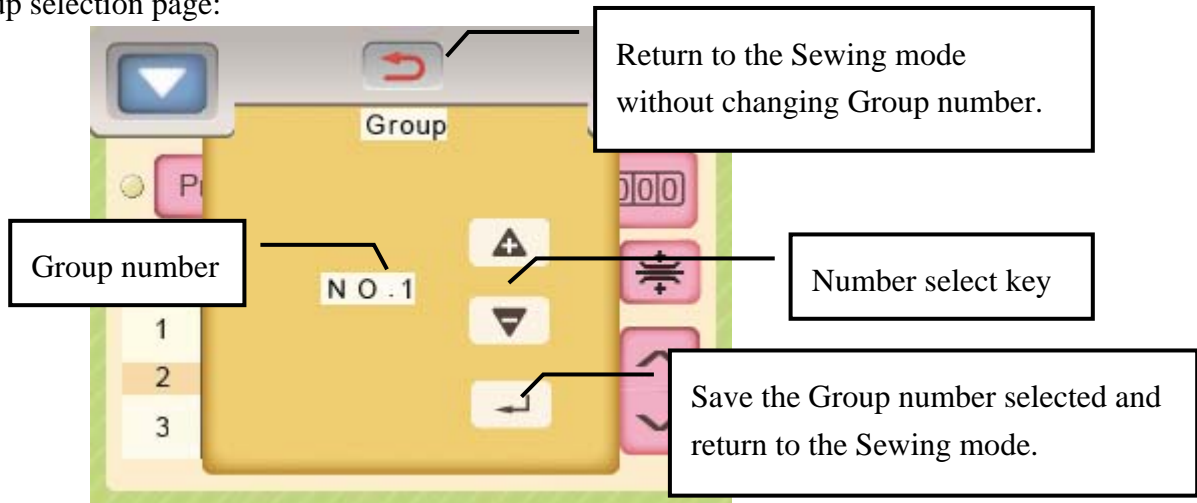 up selection page:
Return to the Sewing mode
without changing Group number.
Group
000
Group number
NO.1
Number select key
1
2
3
Save the Group number selected and
return to the Sewing mode.